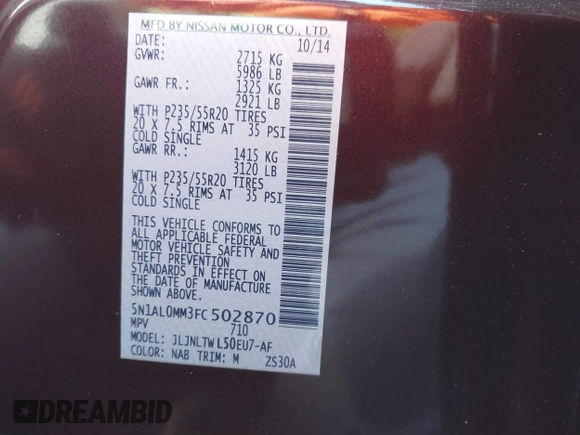 MFD BY NISSAN MOTOR CO., LTD.
DATE: 10/14
GVWR: 2715 KG
5986 LB
GAWR FR.: 1325 KG
2921 LB
WITH P235/55R20 TIRES
20 X 7.5 RIMS AT 35 PSI
COLD SINGLE
GAWR RR.: 1415 KG
3120 LB
WITH P235/55R20 TIRES
20 X 7.5 RIMS AT 35 PSI
COLD SINGLE
THIS VEHICLE CONFORMS TO
ALL APPLICABLE FEDERAL
MOTOR VEHICLE SAFETY AND
THEFT PREVENTION
STANDARDS IN EFFECT ON
THE DATE OF MANUFACTURE
SHOWN ABOVE.
5N1AL0MM3FC502870
MPV 710
MODEL: JLJNLTWL50EU7-AF
COLOR: NAB TRIM: M ZS30A
DREAMBID